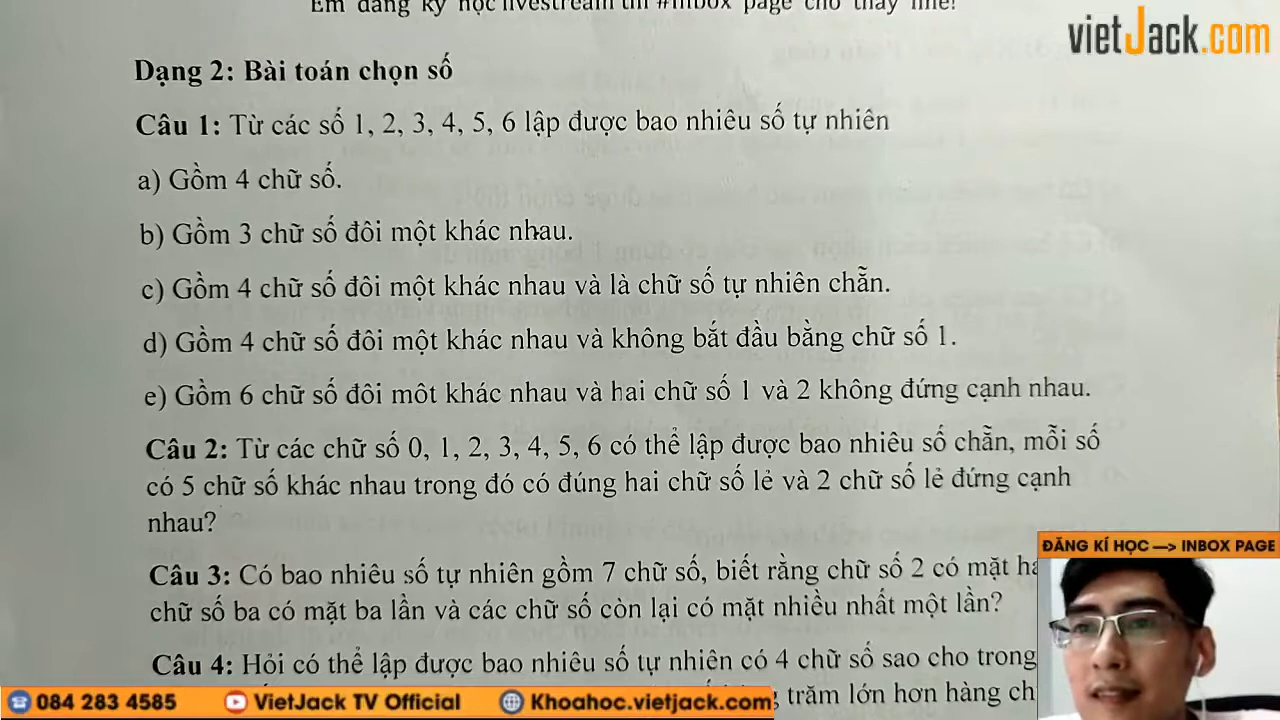 Em đăng ký học livestream thì #inbox page cho thầy nhé!
vietJack.com
Dạng 2: Bài toán chọn số
Câu 1: Từ các số 1, 2, 3, 4, 5, 6 lập được bao nhiêu số tự nhiên
a) Gồm 4 chữ số.
b) Gồm 3 chữ số đôi một khác nhau.
c) Gồm 4 chữ số đôi một khác nhau và là chữ số tự nhiên chẵn.
d) Gồm 4 chữ số đôi một khác nhau và không bắt đầu bằng chữ số 1.
e) Gồm 6 chữ số đôi môt khác nhau và hai chữ số 1 và 2 không đứng cạnh nhau.
Câu 2: Từ các chữ số 0, 1, 2, 3, 4, 5, 6 có thể lập được bao nhiêu số chẵn, mỗi số
có 5 chữ số khác nhau trong đó có đúng hai chữ số lẻ và 2 chữ số lẻ đứng cạnh
nhau?
ĐĂNG KÍ HỌC —> INBOX PAGE
Câu 3: Có bao nhiêu số tự nhiên gồm 7 chữ số, biết rằng chữ số 2 có mặt
chữ số ba có mặt ba lần và các chữ số còn lại có mặt nhiều nhất một lần?
Câu 4: Hỏi có thể lập được bao nhiêu số tự nhiên có 4 chữ số sao cho trong
trăm lớn hơn hàng
084 283 4585
VietJack TV Official
Khoahoc.vietjack.com